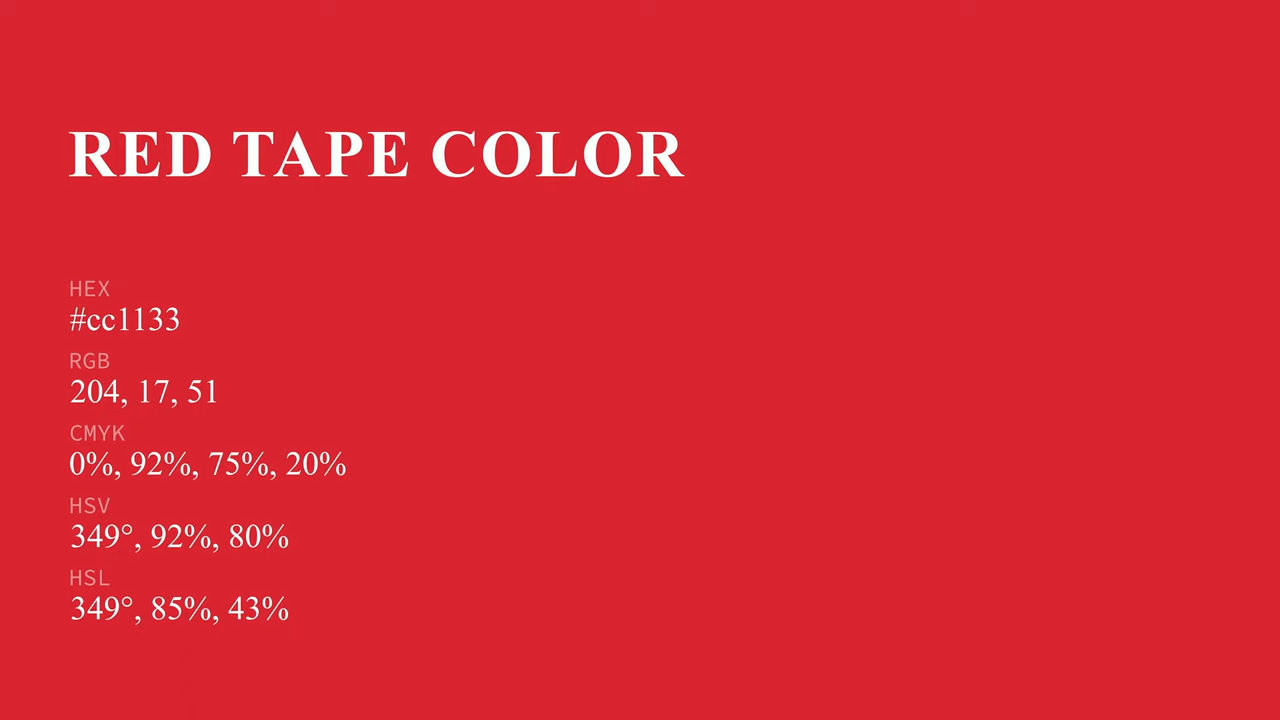 RED TAPE COLOR
HEX
#cc1133
RGB
204, 17, 51
CMYK
0%, 92%, 75%, 20%
HSV
349°, 92%, 80%
HSL
349°, 85%, 43%